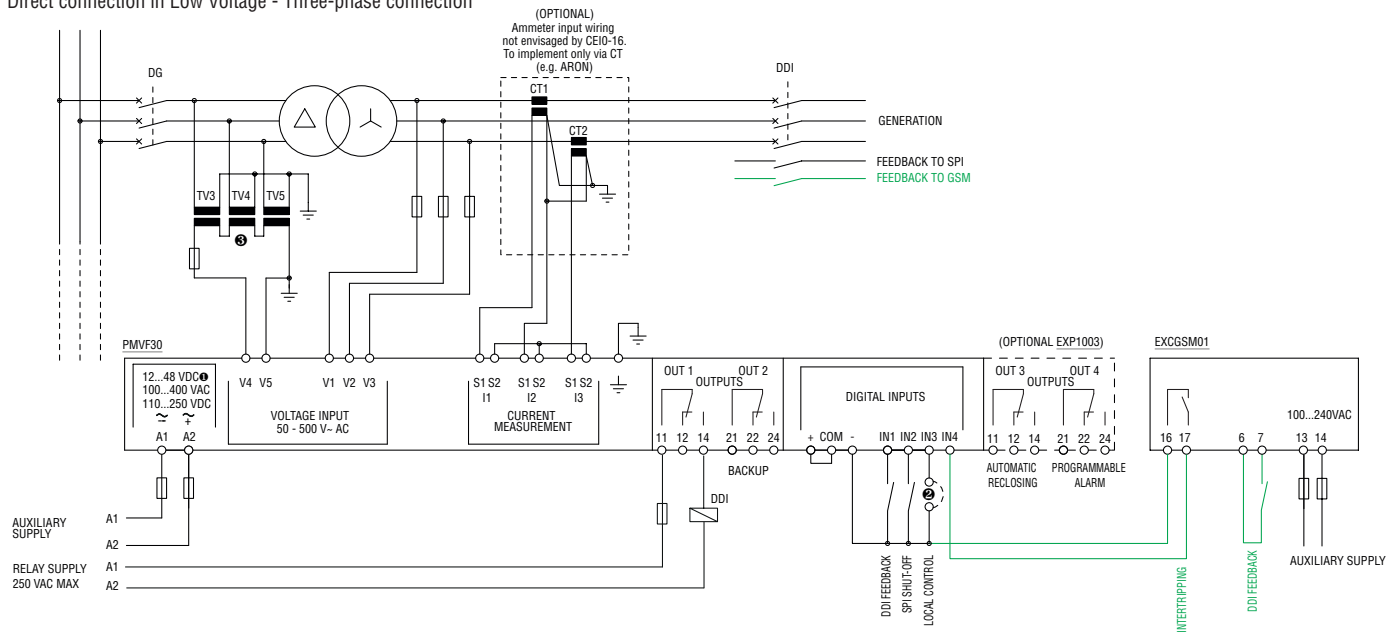 Direct connection in Low Voltage - Three-phase connection
(OPTIONAL)
Ammeter input wiring
not envisaged by CEI0-16.
To implement only via CT
(e.g. ARON)
DG
CT1
DDI
CT2
GENERATION
FEEDBACK TO SPI
FEEDBACK TO GSM
TV3 TV4 TV5
❸
PMVF30
(OPTIONAL EXP1003)
EXCGSM01
12...48 VDC❶
100...400 VAC
110...250 VDC
~ ~
- +
A1 A2
V4 V5 V1 V2 V3
VOLTAGE INPUT
50 - 500 V~ AC
S1 S2 S1 S2 S1 S2
I1 I2 I3
CURRENT
MEASUREMENT
OUT 1 OUT 2
OUTPUTS
11 12 14 21 22 24
BACKUP
DIGITAL INPUTS
+ COM - IN1 IN2 IN3 IN4
OUT 3 OUT 4
OUTPUTS
11 12 14 21 22 24
AUTOMATIC
RECLOSING
PROGRAMMABLE
ALARM
100...240VAC
16 17 6 7 13 14
DDI
❷
AUXILIARY
SUPPLY
A1
A2
RELAY SUPPLY
250 VAC MAX
A1
A2
DDI FEEDBACK
SPI SHUT-OFF
LOCAL CONTROL
INTERTRIPPING
DDI FEEDBACK
AUXILIARY SUPPLY